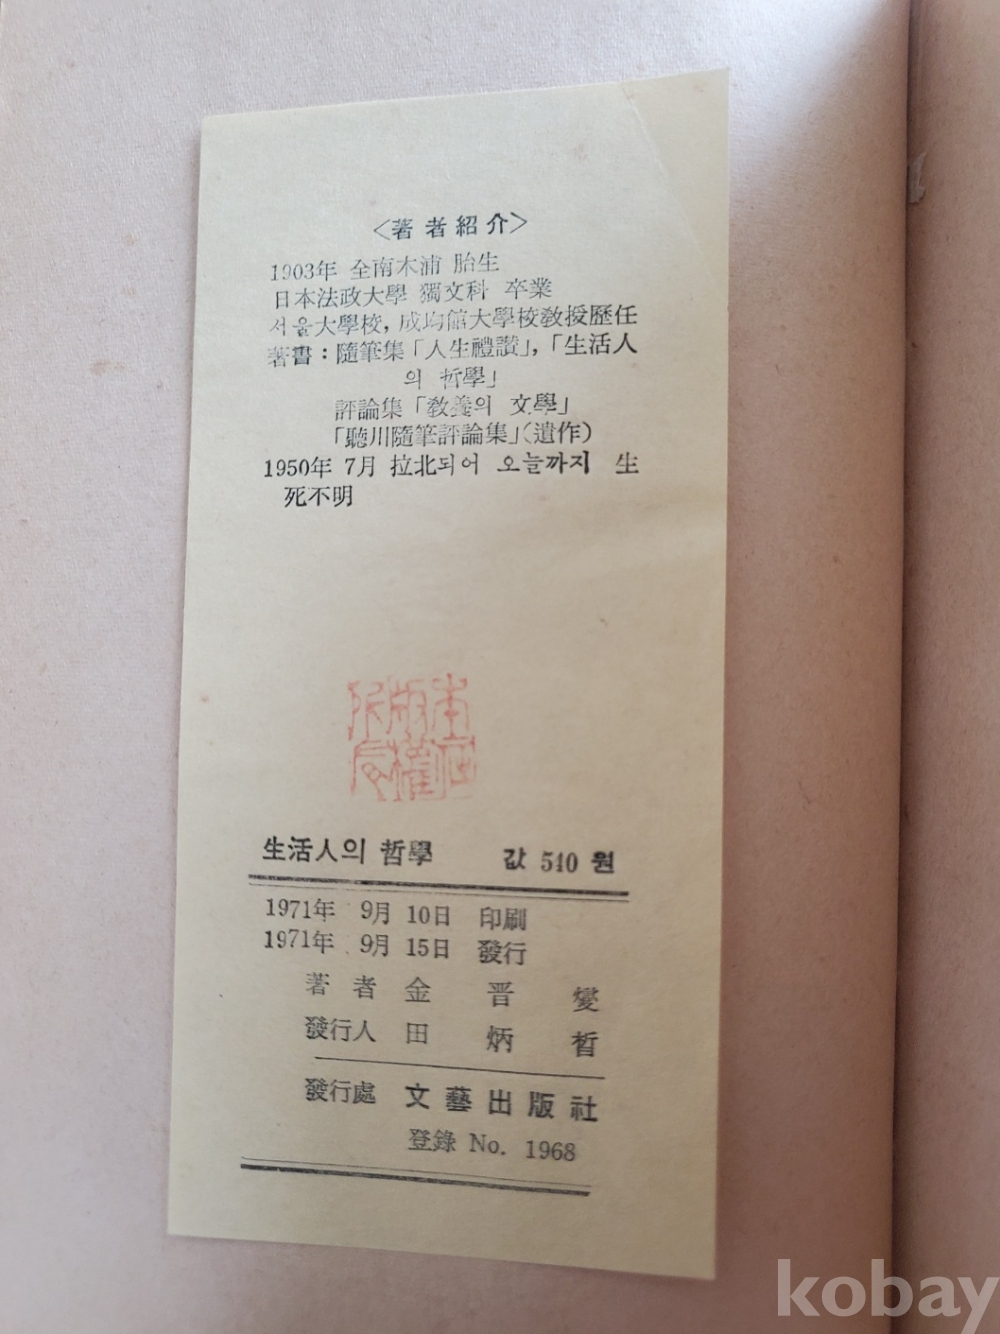 <著者紹介>
1903年 全南木浦 胎生
日本法政大學 獨文科 卒業
서울大學校, 成均館大學校敎授歷任
著書 : 隨筆集「人生禮讃」, 「生活人
의 哲學」
評論集「敎養의 文學」
「聽川隨筆評論集」(遺作)
1950年 7月 拉北되어 오늘까지 生
死不明
生活人의 哲學 값 540 원
1971年 9月 10日 印刷
1971年 9月 15日 發行
著者 金晋燮
發行人 田炳晳
發行處 文藝出版社
登錄 No. 1968
kobay